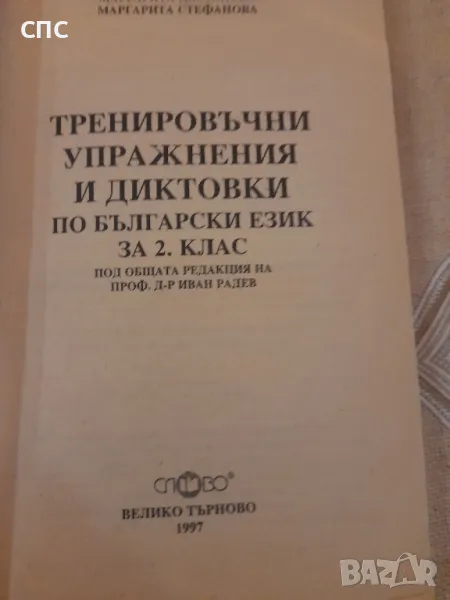 спс
МАРГАРИТА СТЕФАНОВА
ТРЕНИРОВЪЧНИ
УПРАЖНЕНИЯ
И ДИКТОВКИ
ПО БЪЛГАРСКИ ЕЗИК
ЗА 2. КЛАС
ПОД ОБЩАТА РЕДАКЦИЯ НА
ПРОФ. Д-Р ИВАН РАДЕВ
СЛОВО®
ВЕЛИКО ТЪРНОВО
1997
BAZAR